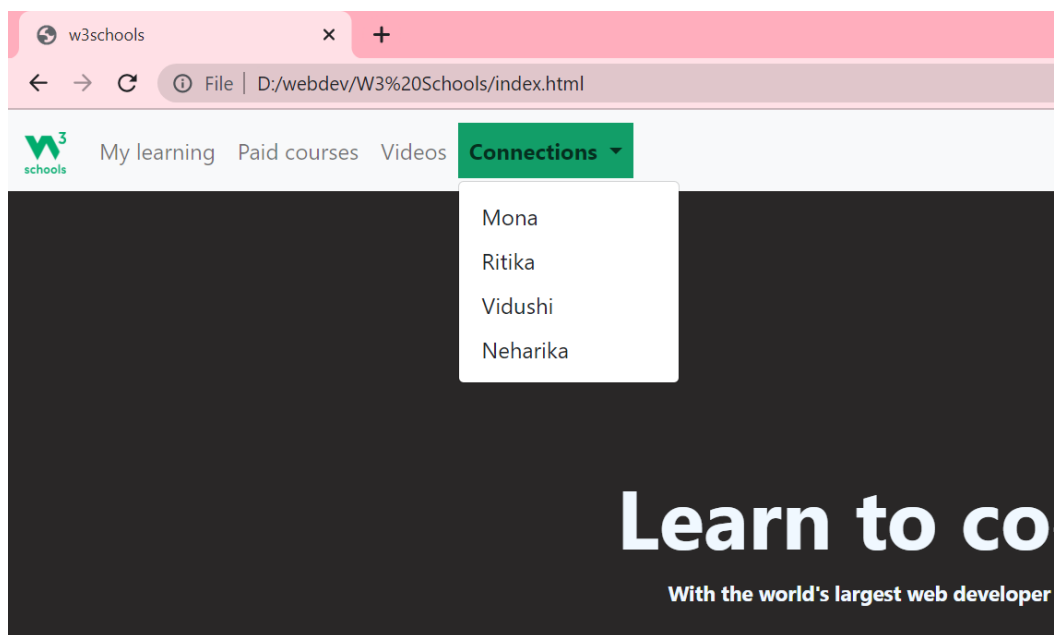 w3schools
File | D:/webdev/W3%20Schools/index.html
W3 schools My learning Paid courses Videos Connections
Mona
Ritika
Vidushi
Neharika
Learn to co
With the world's largest web developer